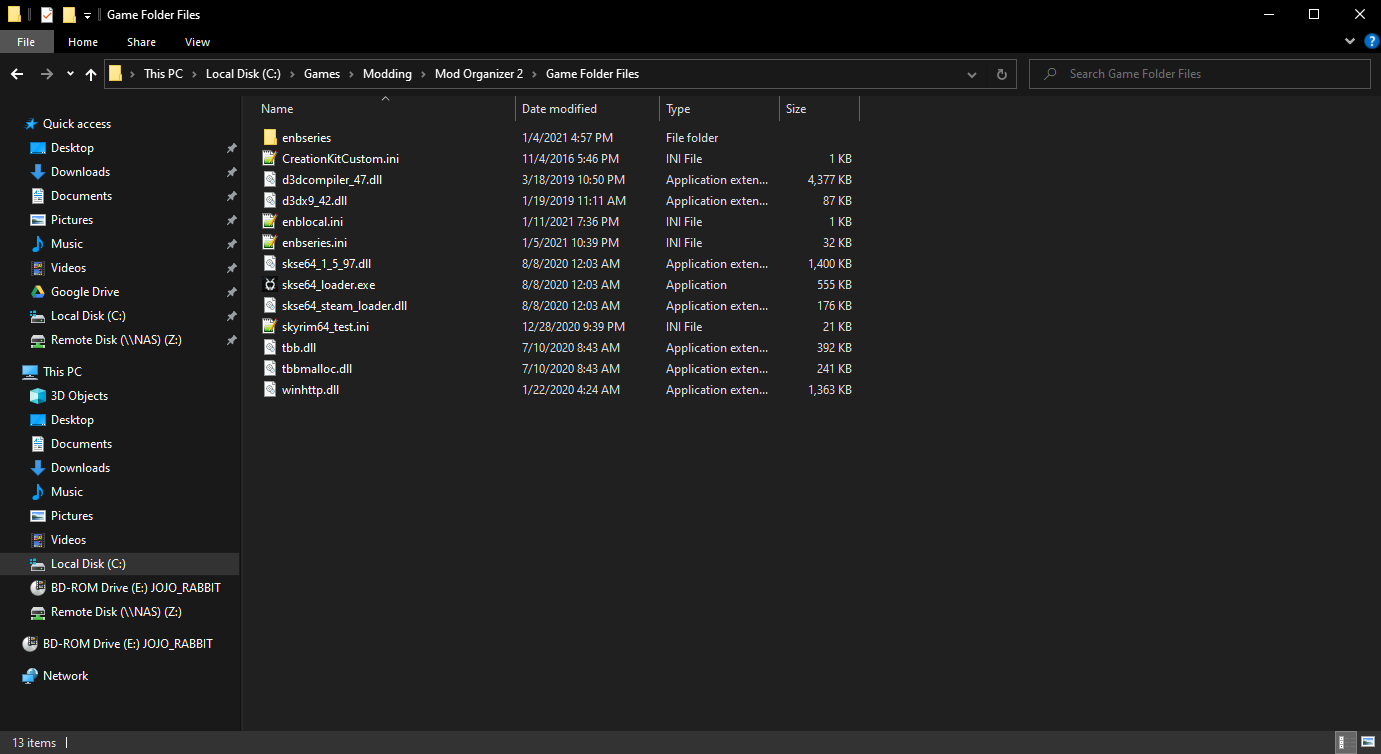 Game Folder Files
File Home Share View
?
This PC Local Disk (C:) Games Modding Mod Organizer 2 Game Folder Files
Search Game Folder Files
Name Date modified Type Size
Quick access
Desktop
Downloads
Documents
Pictures
Music
Videos
Google Drive
Local Disk (C:)
Remote Disk (\\NAS) (Z:)
This PC
3D Objects
Desktop
Documents
Downloads
Music
Pictures
Videos
Local Disk (C:)
BD-ROM Drive (E:) JOJO_RABBIT
Remote Disk (\\NAS) (Z:)
BD-ROM Drive (E:) JOJO_RABBIT
Network
enbseries 1/4/2021 4:57 PM File folder
CreationKitCustom.ini 11/4/2016 5:46 PM INI File 1 KB
d3dcompiler_47.dll 3/18/2019 10:50 PM Application exten... 4,377 KB
d3dx9_42.dll 1/19/2019 11:11 AM Application exten... 87 KB
enblocal.ini 1/11/2021 7:36 PM INI File 1 KB
enbseries.ini 1/5/2021 10:39 PM INI File 32 KB
skse64_1_5_97.dll 8/8/2020 12:03 AM Application exten... 1,400 KB
skse64_loader.exe 8/8/2020 12:03 AM Application 555 KB
skse64_steam_loader.dll 8/8/2020 12:03 AM Application exten... 176 KB
skyrim64_test.ini 12/28/2020 9:39 PM INI File 21 KB
tbb.dll 7/10/2020 8:43 AM Application exten... 392 KB
tbbmalloc.dll 7/10/2020 8:43 AM Application exten... 241 KB
winhttp.dll 1/22/2020 4:24 AM Application exten... 1,363 KB
13 items